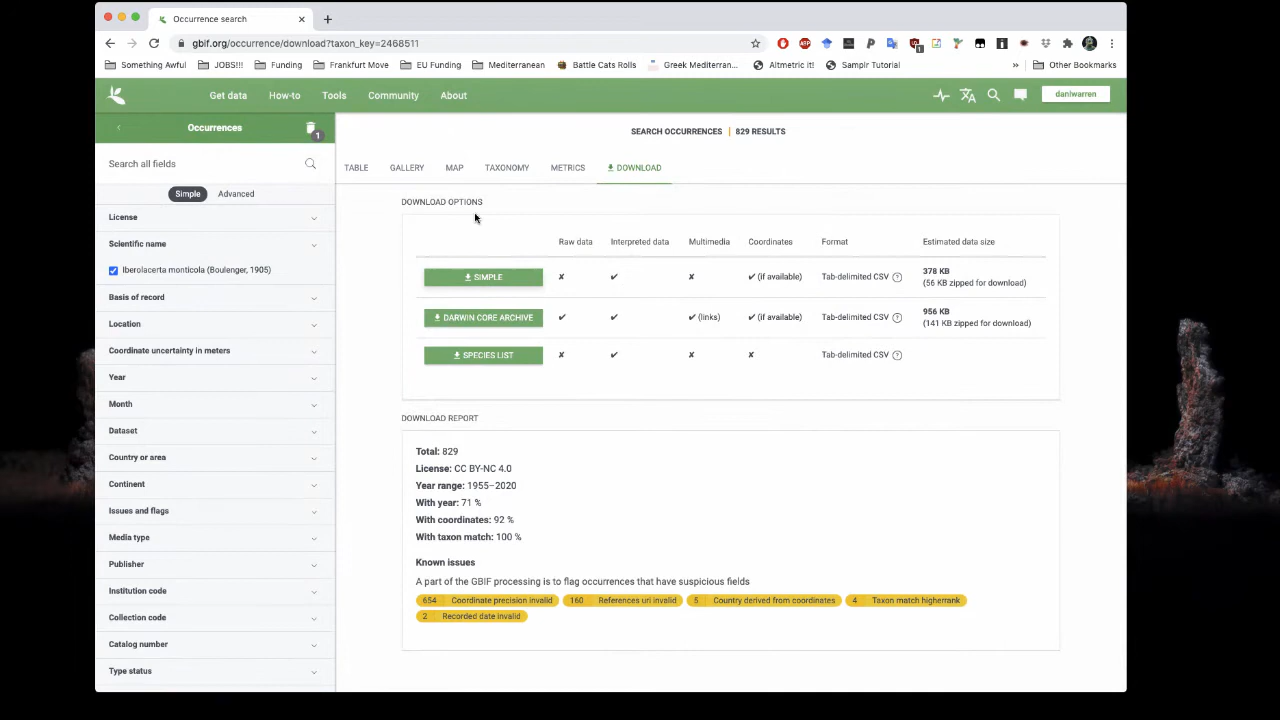 Occurrence search
gbif.org/occurrence/download?taxon_key=2468511
Something Awful JOBS!!! Funding Frankfurt Move EU Funding Mediterranean Battle Cats Rolls Greek Mediterran... Altmetric it! Samplr Tutorial » Other Bookmarks
Get data How-to Tools Community About daniwarren
Occurrences 1
SEARCH OCCURRENCES | 829 RESULTS
Search all fields
TABLE GALLERY MAP TAXONOMY METRICS DOWNLOAD
Simple Advanced
License
Scientific name
Iberolacerta monticola (Boulenger, 1905)
Basis of record
Location
Coordinate uncertainty in meters
Year
Month
Dataset
Country or area
Continent
Issues and flags
Media type
Publisher
Institution code
Collection code
Catalog number
Type status
DOWNLOAD OPTIONS
Raw data Interpreted data Multimedia Coordinates Format Estimated data size
SIMPLE ✗ ✔ ✗ ✔ (if available) Tab-delimited CSV ? 378 KB
(56 KB zipped for download)
DARWIN CORE ARCHIVE ✔ ✔ ✔ (links) ✔ (if available) Tab-delimited CSV ? 956 KB
(141 KB zipped for download)
SPECIES LIST ✗ ✔ ✗ ✗ Tab-delimited CSV ?
DOWNLOAD REPORT
Total: 829
License: CC BY-NC 4.0
Year range: 1955–2020
With year: 71 %
With coordinates: 92 %
With taxon match: 100 %
Known issues
A part of the GBIF processing is to flag occurrences that have suspicious fields
654 Coordinate precision invalid 160 References uri invalid 5 Country derived from coordinates 4 Taxon match higherrank
2 Recorded date invalid